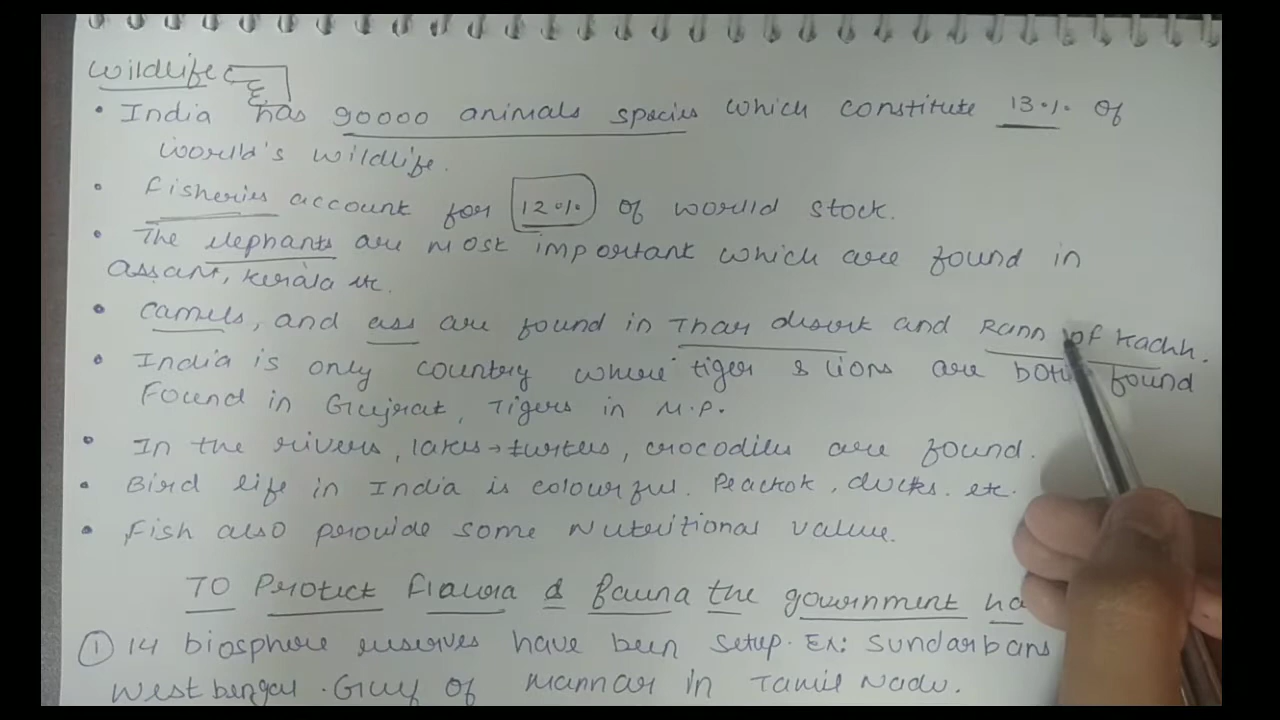 Wildlife
• India has 90000 animals species which constitute 13% of
world's wildlife.
• Fisheries account for 12% of world stock.
• The elephants are most important which are found in
assam, kerala etc.
• camels, and ass are found in Thar desert and Rann of Kachh.
• India is only country where tiger & lions are both found
Found in Gujrat, Tigers in M.P.
• In the rivers, lakes → turtles, crocodiles are found.
• Bird life in India is colourful. Peackok, ducks. etc.
• Fish also provide some Nutritional value.
TO Protect flaura & fauna the government ha
① 14 biosphere reserves have been setup. Ex: Sundarbans
West bengal. Gulf of Mannar in Tamil Nadu.